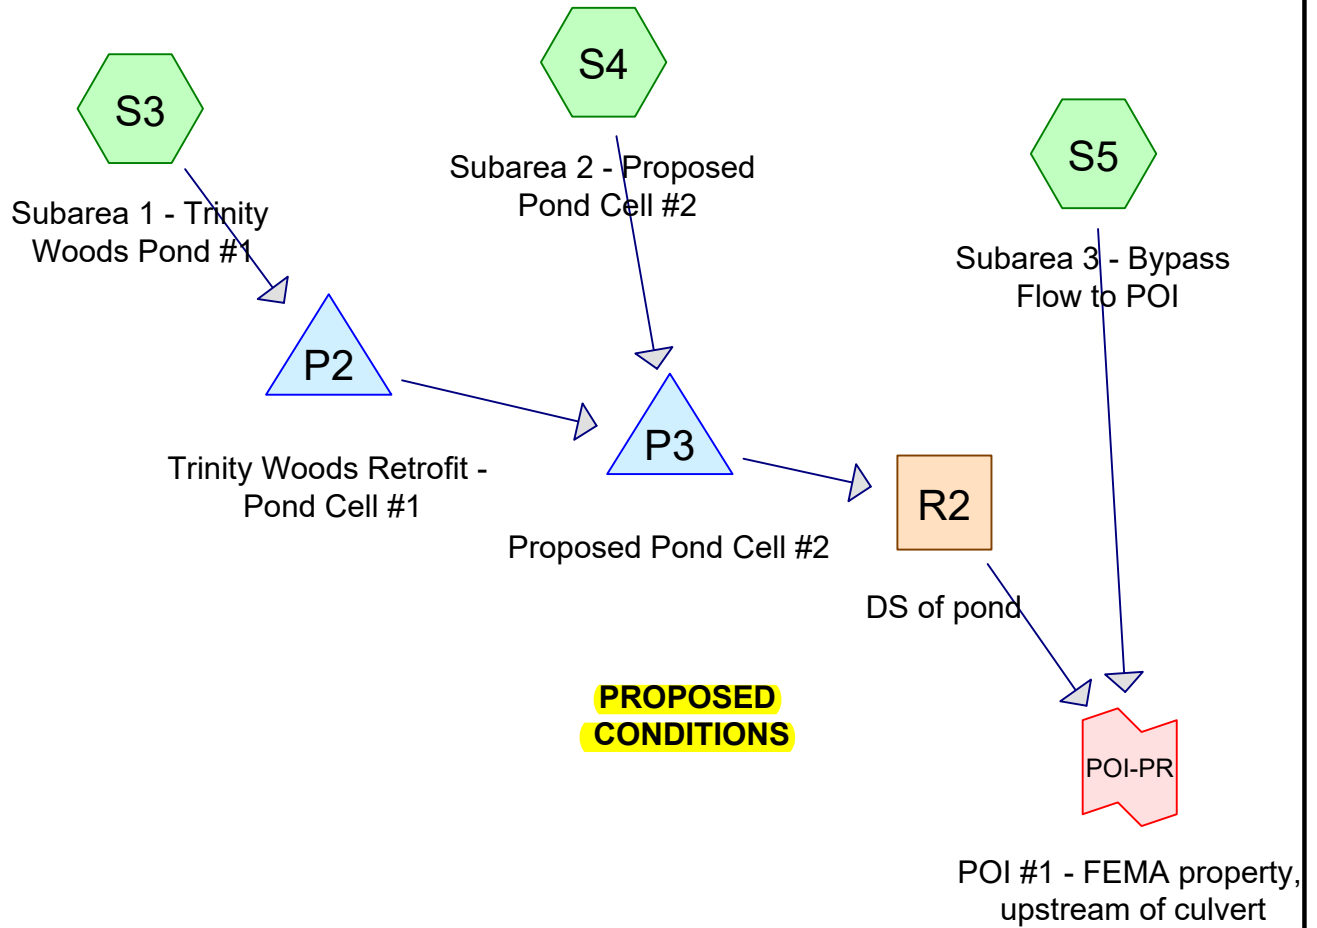 S3
Subarea 1 - Trinity
Woods Pond #1
S4
Subarea 2 - Proposed
Pond Cell #2
S5
Subarea 3 - Bypass
Flow to POI
P2
Trinity Woods Retrofit -
Pond Cell #1
P3
Proposed Pond Cell #2
R2
DS of pond
PROPOSED
CONDITIONS
POI-PR
POI #1 - FEMA property,
upstream of culvert